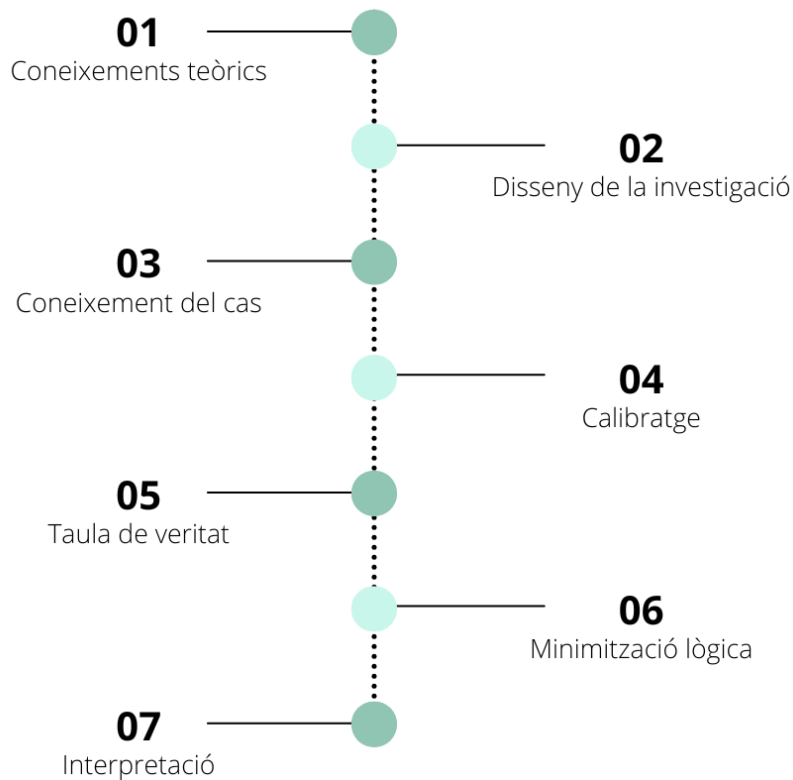 01
Coneixements teòrics
02
Disseny de la investigació
03
Coneixement del cas
04
Calibratge
05
Taula de veritat
06
Minimització lògica
07
Interpretació